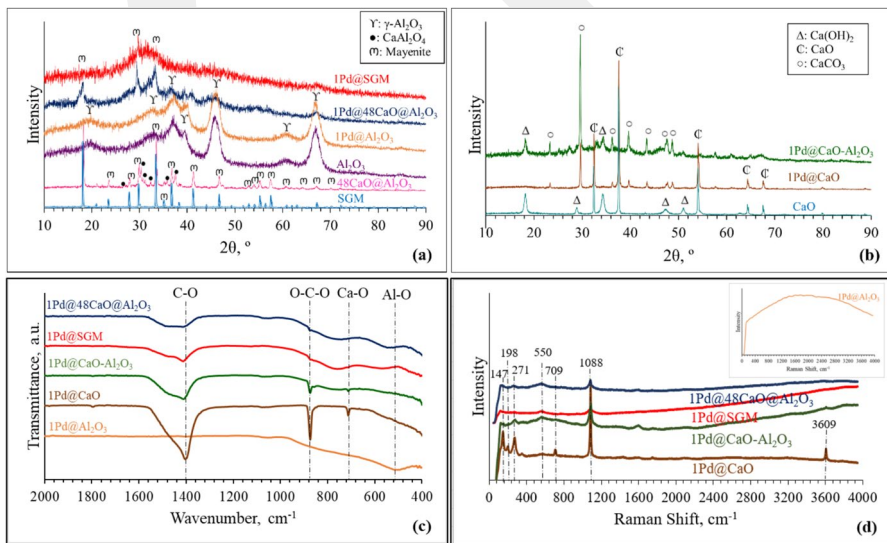 ϒ: γ-Al₂O₃
●: CaAl₂O₄
ო: Mayenite
1Pd@SGM
1Pd@48CaO@Al₂O₃
1Pd@Al₂O₃
Al₂O₃
48CaO@Al₂O₃
SGM
Intensity
10 20 30 40 50 60 70 80 90
2θ, º
(a)
Δ: Ca(OH)₂
₵: CaO
○: CaCO₃
1Pd@CaO-Al₂O₃
1Pd@CaO
CaO
Intensity
10 20 30 40 50 60 70 80 90
2θ, º
(b)
C-O O-C-O Ca-O Al-O
1Pd@48CaO@Al₂O₃
1Pd@SGM
1Pd@CaO-Al₂O₃
1Pd@CaO
1Pd@Al₂O₃
Transmittance, a.u.
2000 1800 1600 1400 1200 1000 800 600 400
Wavenumber, cm⁻¹
(c)
1Pd@Al₂O₃
Intensity
Raman Shift, cm⁻¹
147 198 271 550 709 1088
1Pd@48CaO@Al₂O₃
1Pd@SGM
1Pd@CaO-Al₂O₃
3609
1Pd@CaO
Intensity
0 400 800 1200 1600 2000 2400 2800 3200 3600 4000
Raman Shift, cm⁻¹
(d)